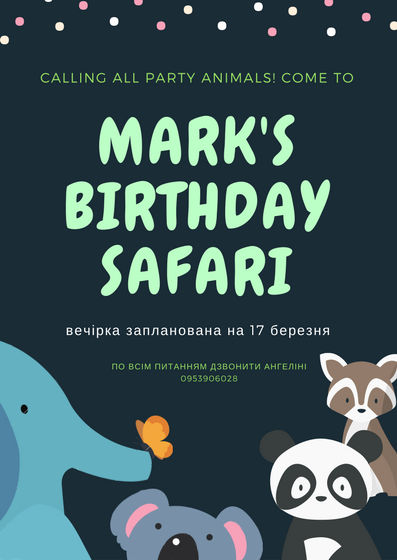 CALLING ALL PARTY ANIMALS! COME TO
MARK'S
BIRTHDAY
SAFARI
вечірка запланована на 17 березня
ПО ВСІМ ПИТАННЯМ ДЗВОНИТИ АНГЕЛІНІ
0953906028